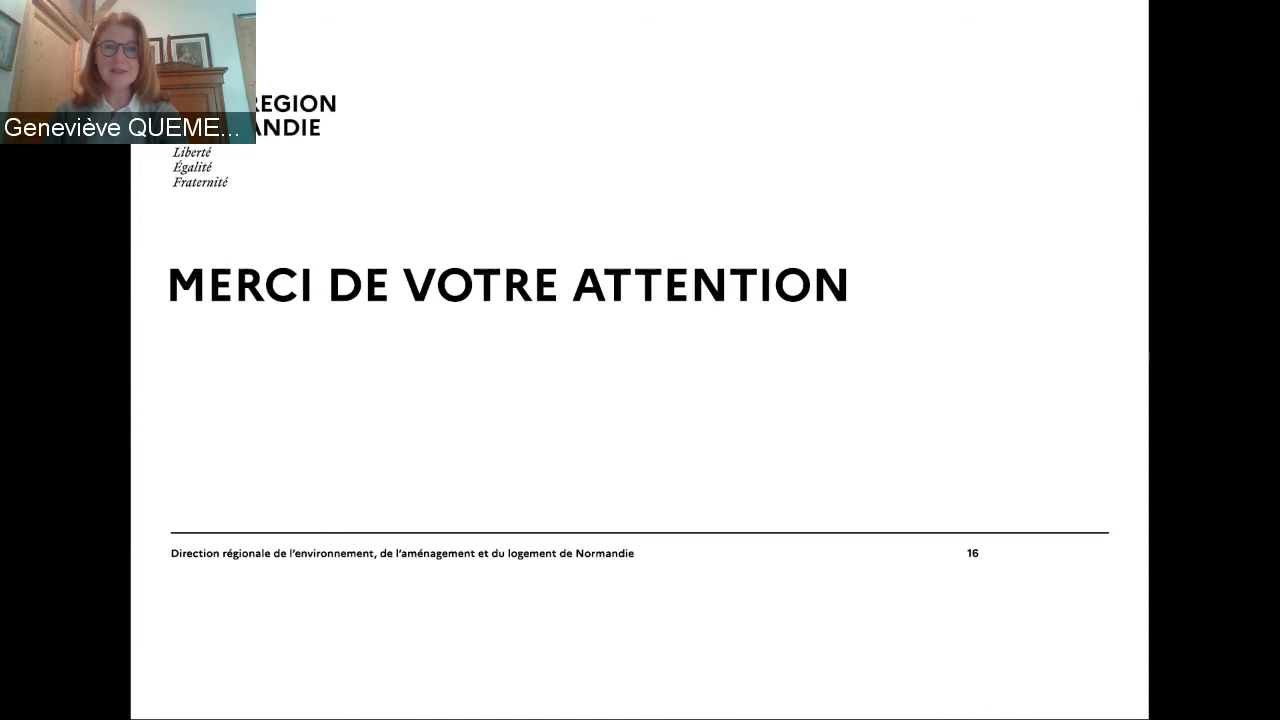 Geneviève QUEME...
REGION
ANDIE
Liberté
Égalité
Fraternité
MERCI DE VOTRE ATTENTION
Direction régionale de l'environnement, de l'aménagement et du logement de Normandie
16